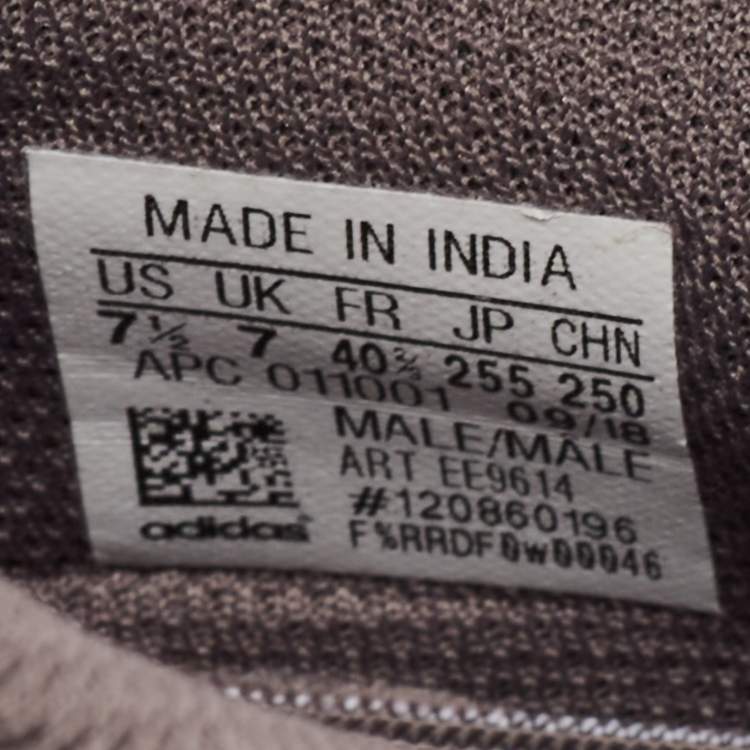 MADE IN INDIA
US UK FR JP CHN
7½ 7 40⅔ 255 250
APC 011001 09/18
MALE/MALE
ART EE9614
#120860196
F%RRDF0w00046
adidas